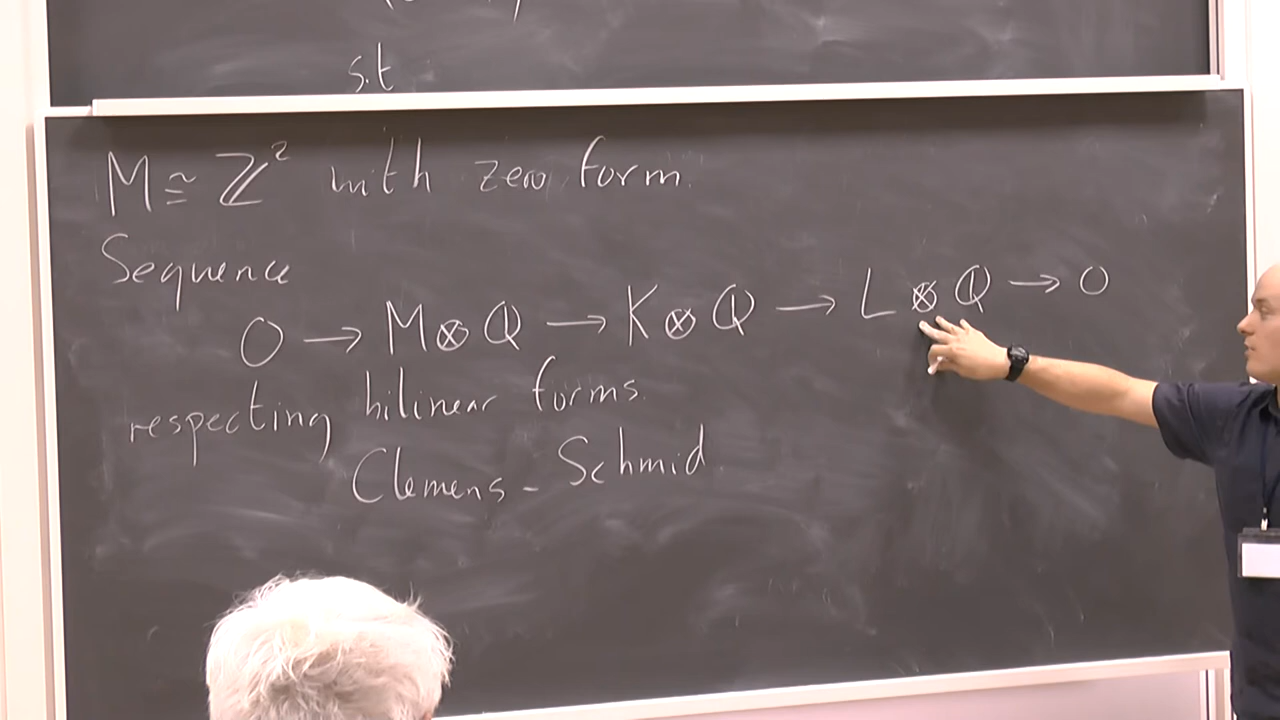 s.t
M ≅ ℤ² with zero form.
Sequence
0 → M ⊗ ℚ → K ⊗ ℚ → L ⊗ ℚ → 0
respecting bilinear forms.
Clemens - Schmid